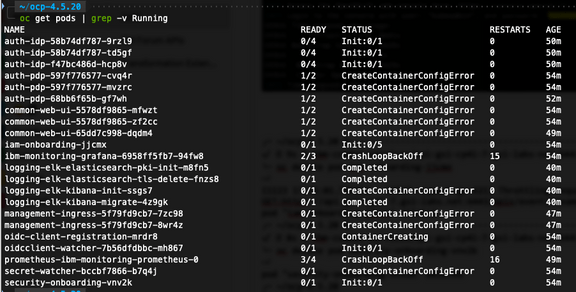 ~/ocp-4.5.20
oc get pods | grep -v Running
NAME READY STATUS RESTARTS AGE
auth-idp-58b74df787-9rzl9 0/4 Init:0/1 0 50m
auth-idp-58b74df787-td5gf 0/4 Init:0/1 0 50m
auth-idp-f47bc486d-hcp8v 0/4 Init:0/1 0 50m
auth-pdp-597f776577-cvq4r 1/2 CreateContainerConfigError 0 54m
auth-pdp-597f776577-mvzrc 1/2 CreateContainerConfigError 0 54m
auth-pdp-68bb6f65b-gf7wh 1/2 CreateContainerConfigError 0 52m
common-web-ui-5578df9865-mfwzt 1/2 CreateContainerConfigError 0 54m
common-web-ui-5578df9865-zf2cc 1/2 CreateContainerConfigError 0 54m
common-web-ui-65dd7c998-dqdm4 1/2 CreateContainerConfigError 0 49m
iam-onboarding-jjcmx 0/1 Init:0/5 0 54m
ibm-monitoring-grafana-6958ff5fb7-94fw8 2/3 CrashLoopBackOff 15 54m
logging-elk-elasticsearch-pki-init-m8fn5 0/1 Completed 0 40m
logging-elk-elasticsearch-tls-delete-fnzs8 0/1 Completed 0 40m
logging-elk-kibana-init-ssgs7 0/1 CreateContainerConfigError 0 40m
logging-elk-kibana-migrate-4z9gk 0/1 Completed 0 40m
management-ingress-5f79fd9cb7-7zc98 0/1 CreateContainerConfigError 0 47m
management-ingress-5f79fd9cb7-8wr4z 0/1 CreateContainerConfigError 0 47m
oidc-client-registration-mrdr8 0/1 ContainerCreating 0 54m
oidcclient-watcher-7b56dfdbbc-mh867 0/1 Init:0/1 0 54m
prometheus-ibm-monitoring-prometheus-0 3/4 CrashLoopBackOff 16 49m
secret-watcher-bccbf7866-b7q4j 0/1 CreateContainerConfigError 0 54m
security-onboarding-vnv2k 0/1 Init:0/1 0 54m